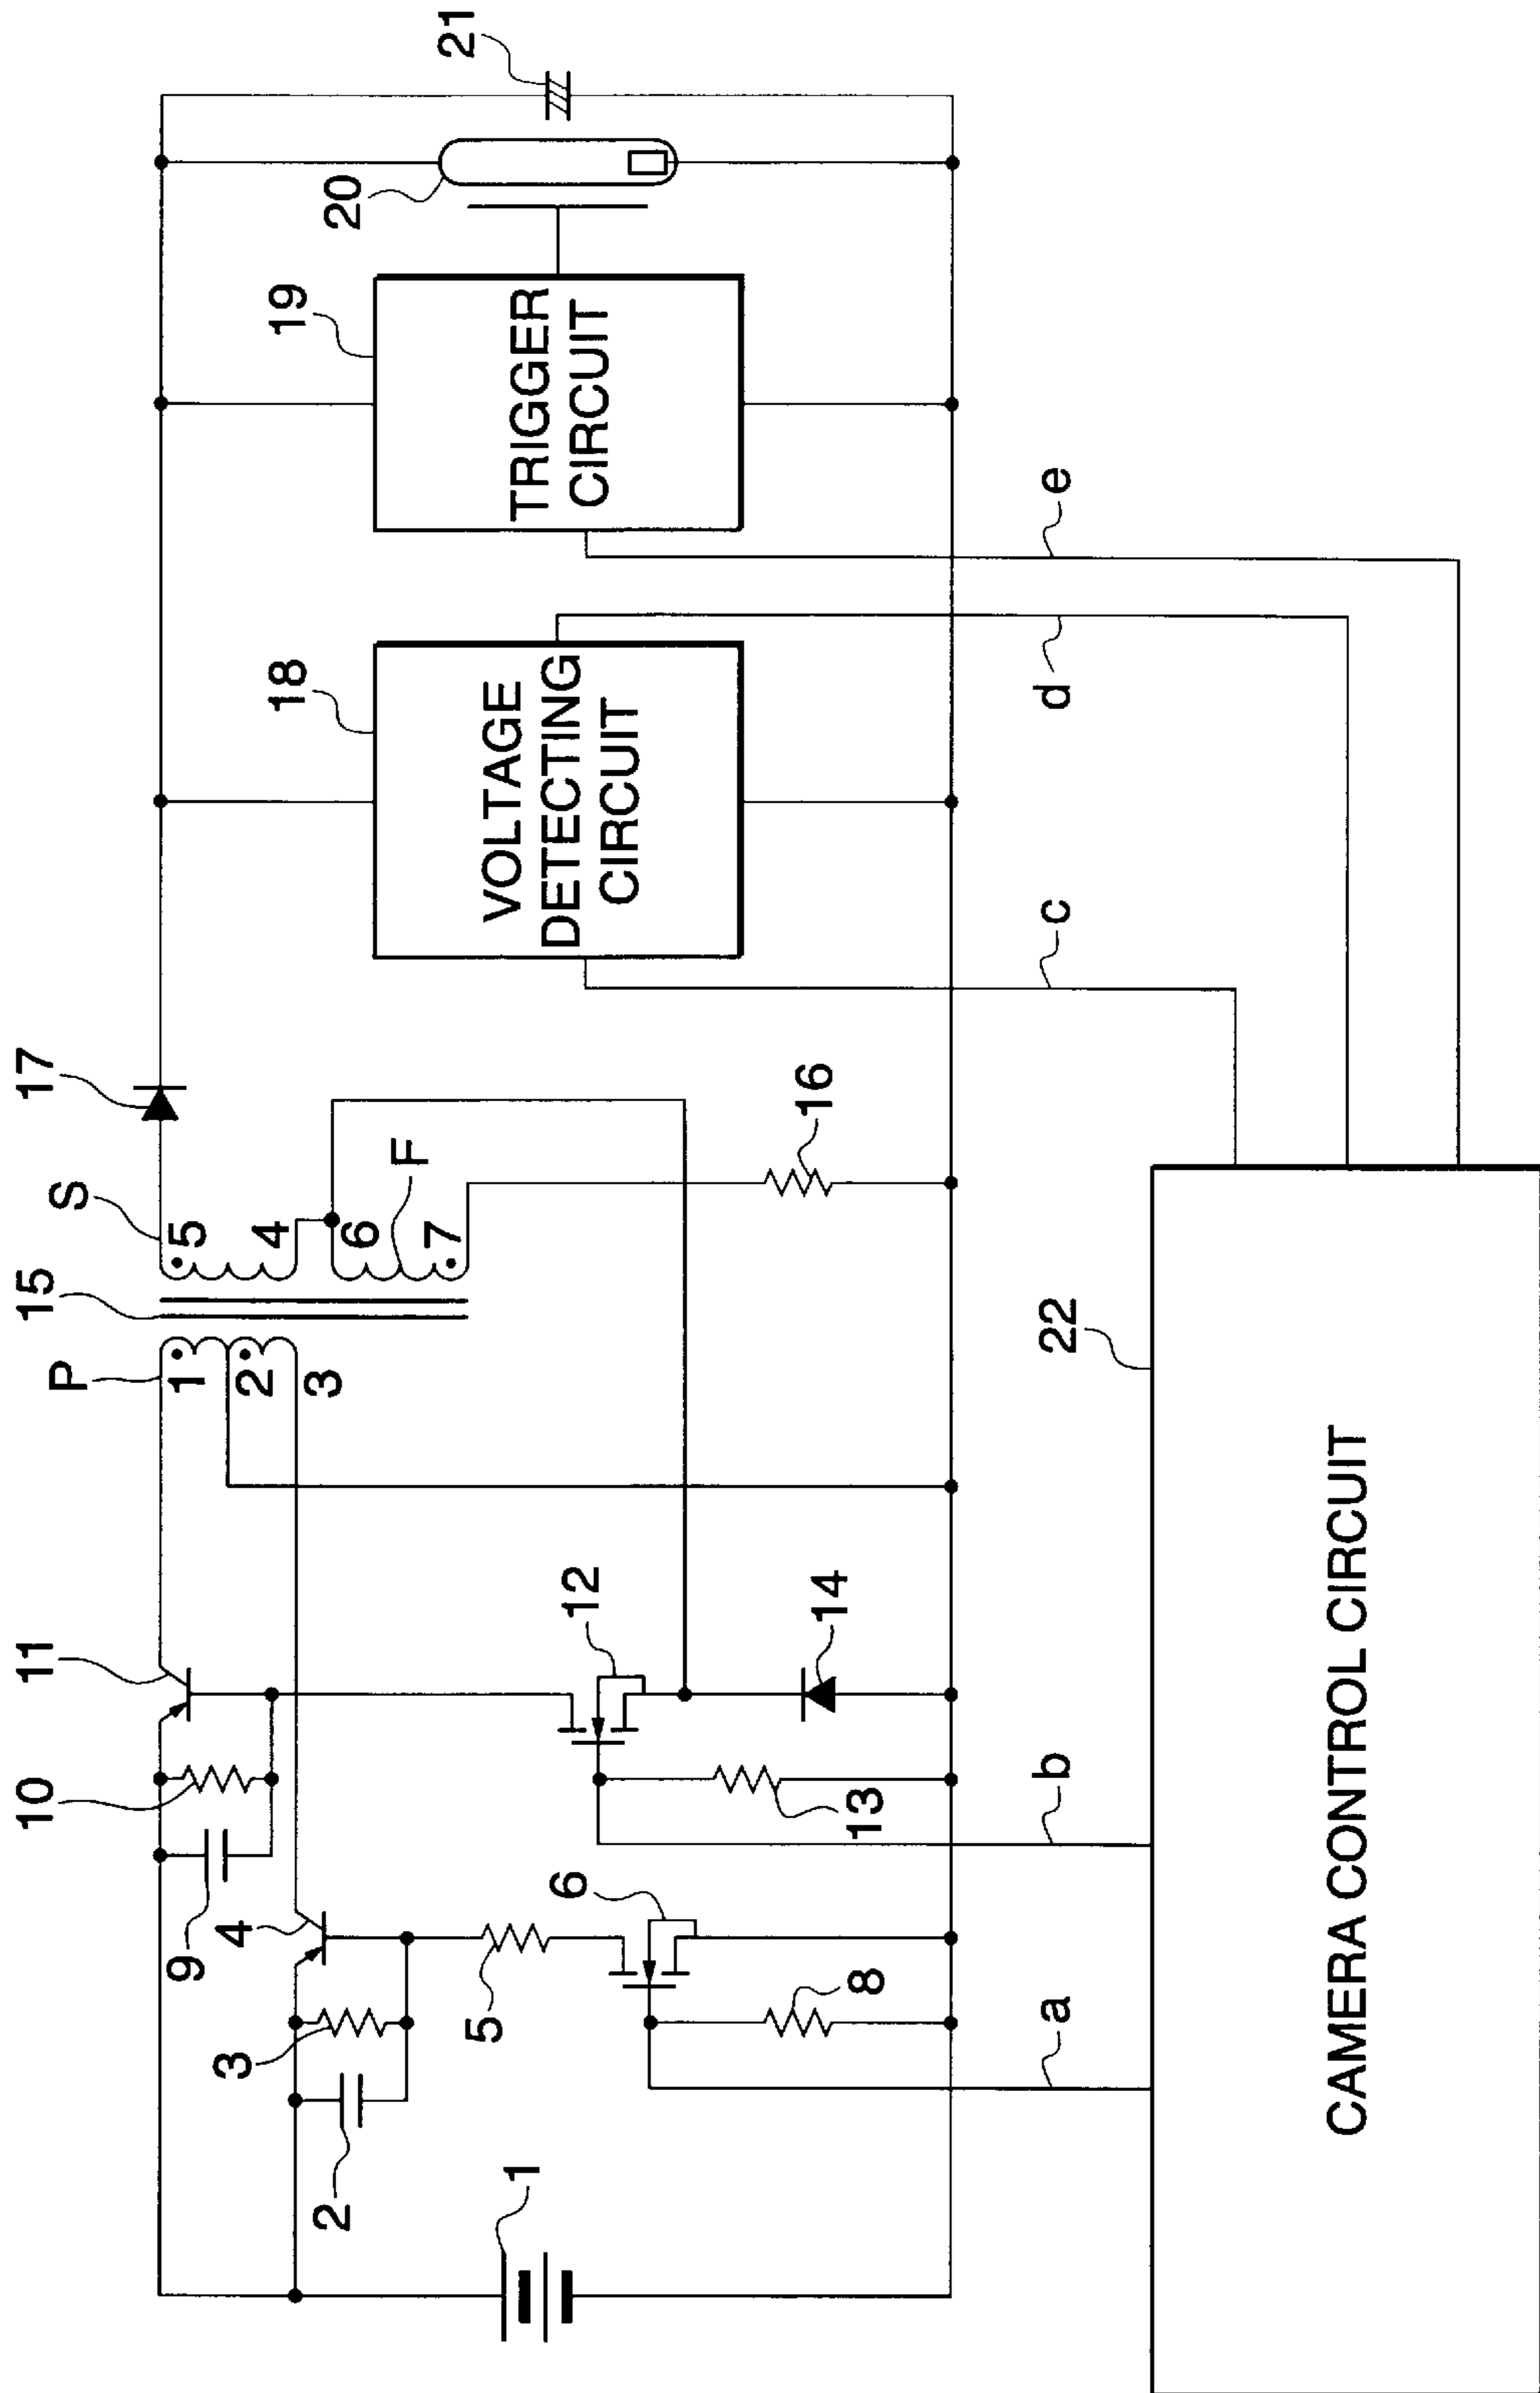 17
11
S
15
P
10
5
4
1
2
3
6
F
7
9
4
3
2
5
1
6
8
12
13
14
16
18
VOLTAGE
DETECTING
CIRCUIT
19
TRIGGER
CIRCUIT
20
21
a
b
c
d
e
22
CAMERA CONTROL CIRCUIT